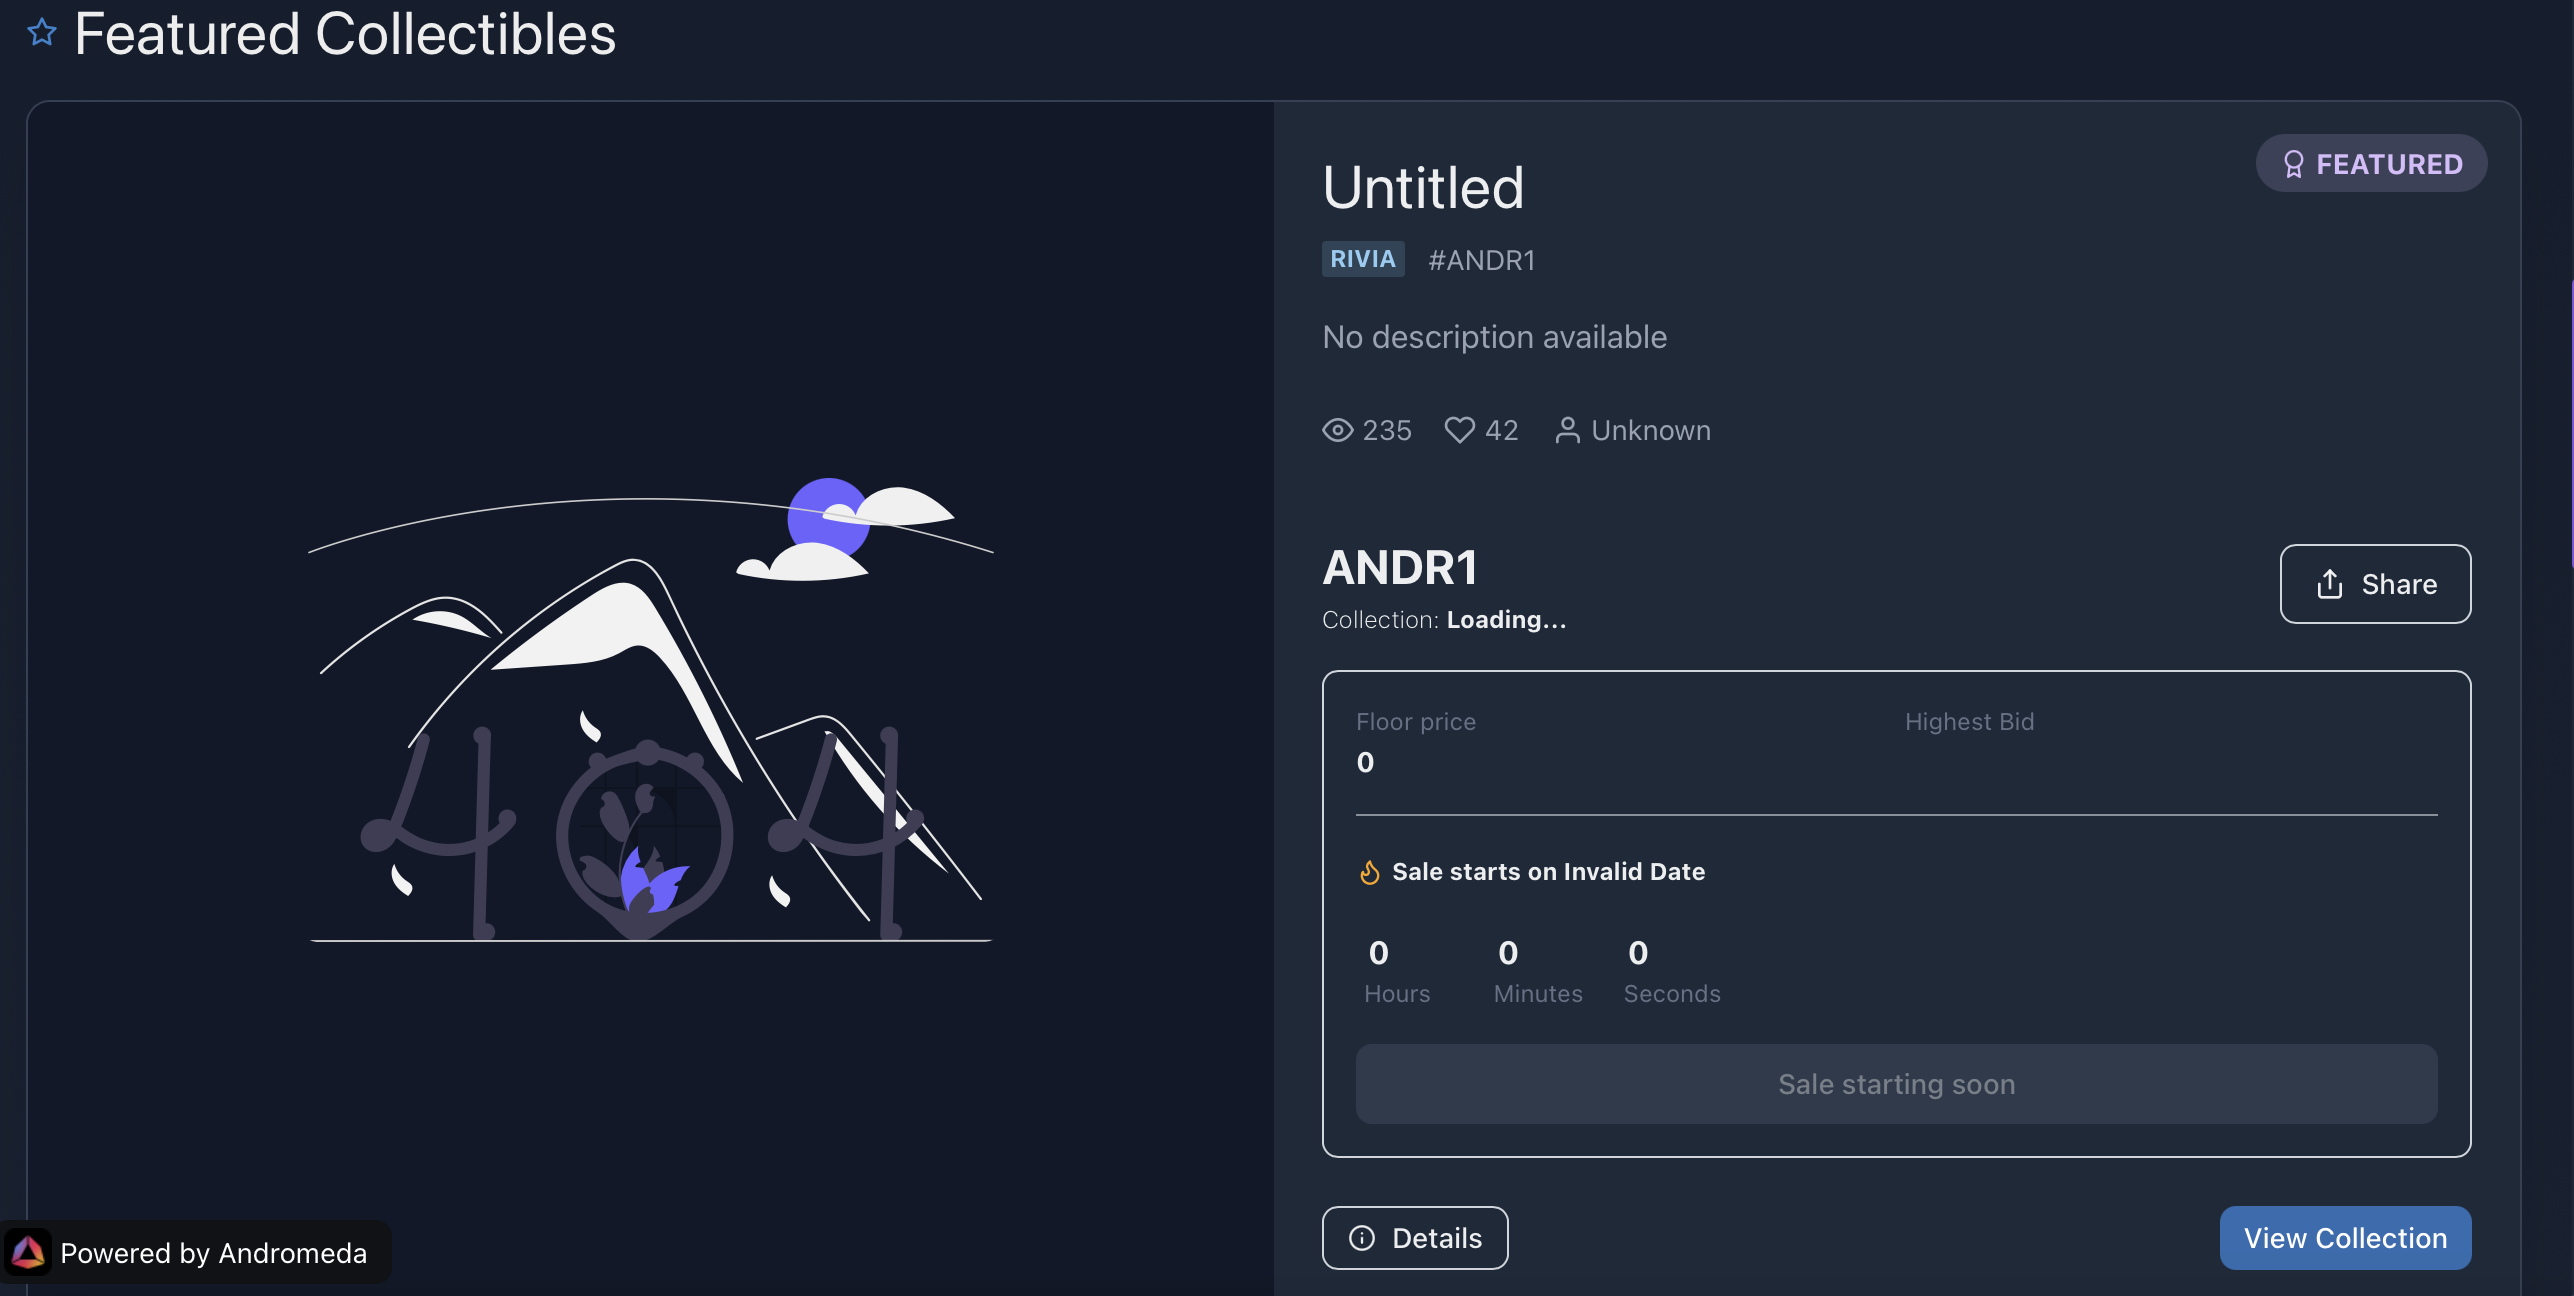 Featured Collectibles
FEATURED
Untitled
RIVIA #ANDR1
No description available
235 42 Unknown
ANDR1
Collection: Loading...
Share
Floor price Highest Bid
0
Sale starts on Invalid Date
0 0 0
Hours Minutes Seconds
Sale starting soon
404
Details View Collection
Powered by Andromeda